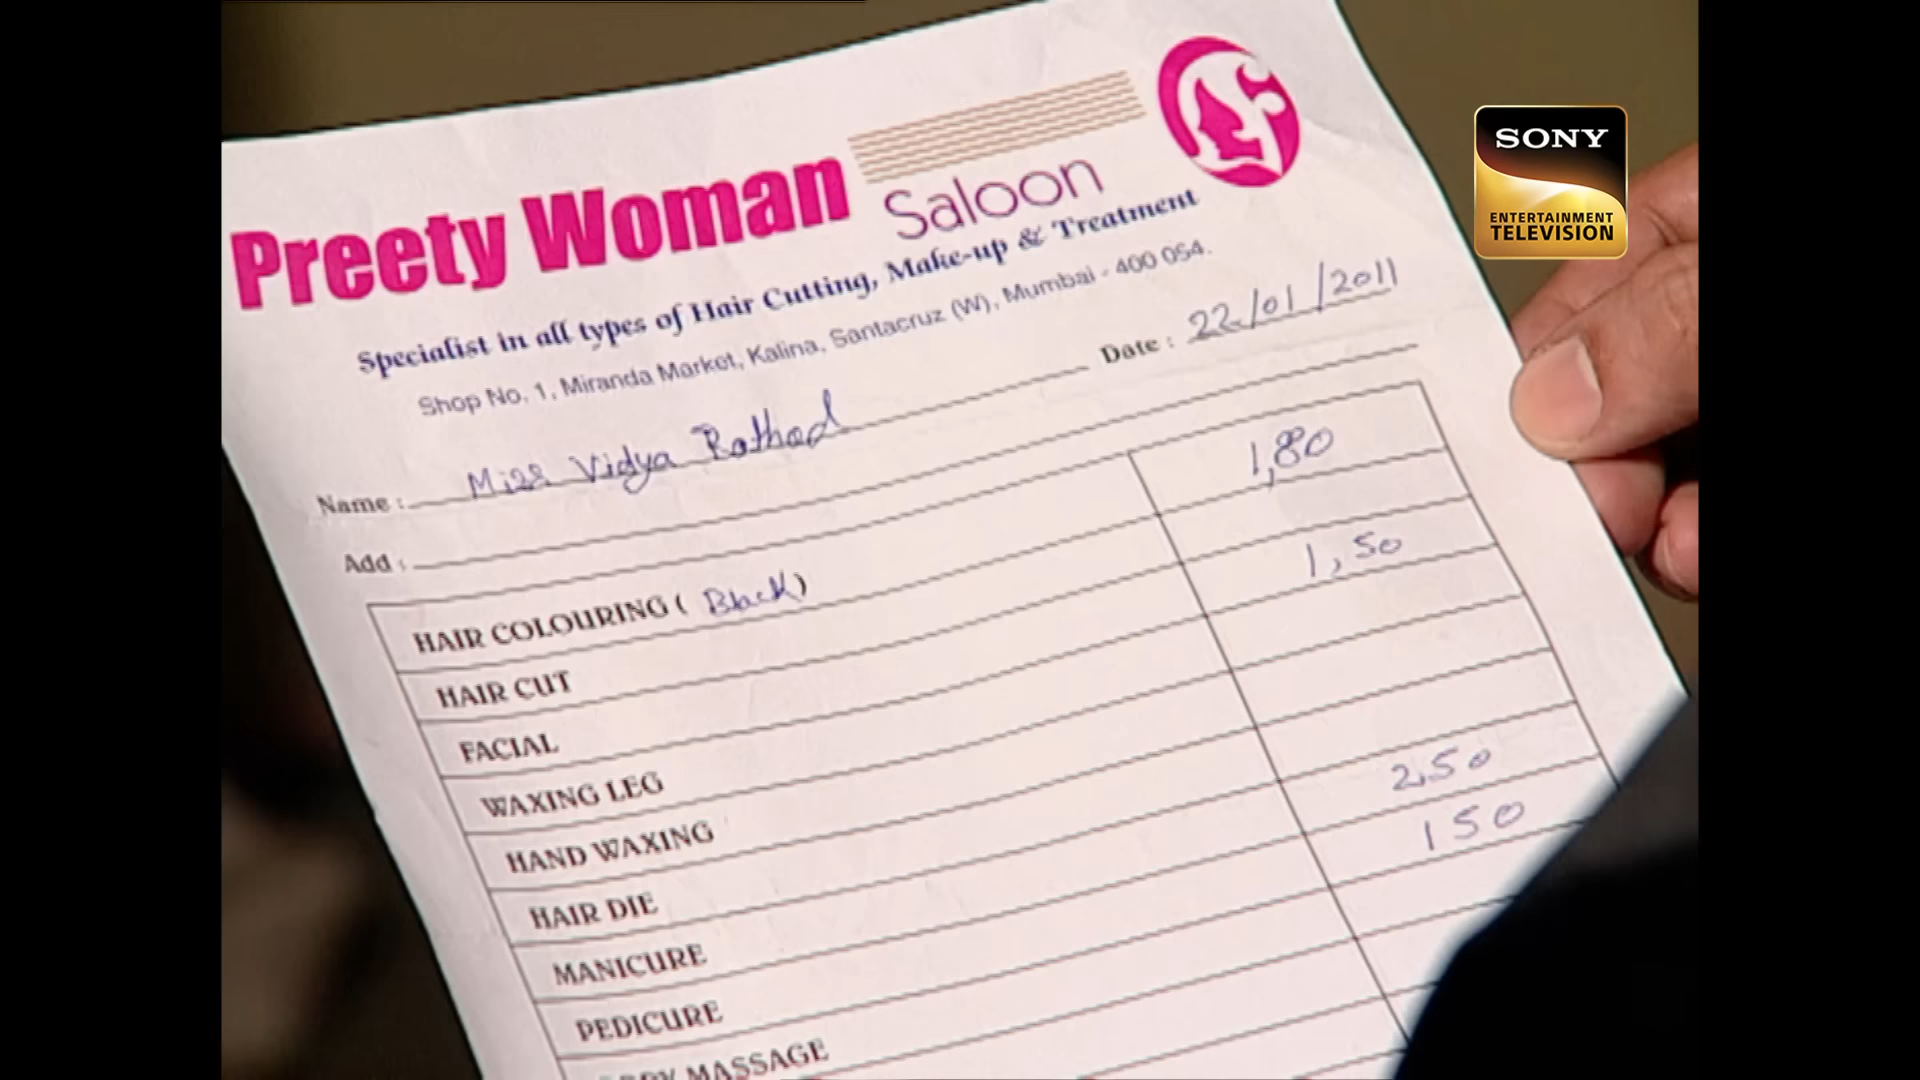 Preety Woman Saloon
Specialist in all types of Hair Cutting, Make-up & Treatment
Shop No. 1, Miranda Market, Kalina, Santacruz (W), Mumbai - 400 054.
Name : Miss Vidya Rathod Date : 22/01/2011
Add :
HAIR COLOURING ( Black) 1,80
HAIR CUT
FACIAL 1,50
WAXING LEG
HAND WAXING
HAIR DIE
MANICURE 2,50
PEDICURE 150
MASSAGE
SONY
ENTERTAINMENT
TELEVISION